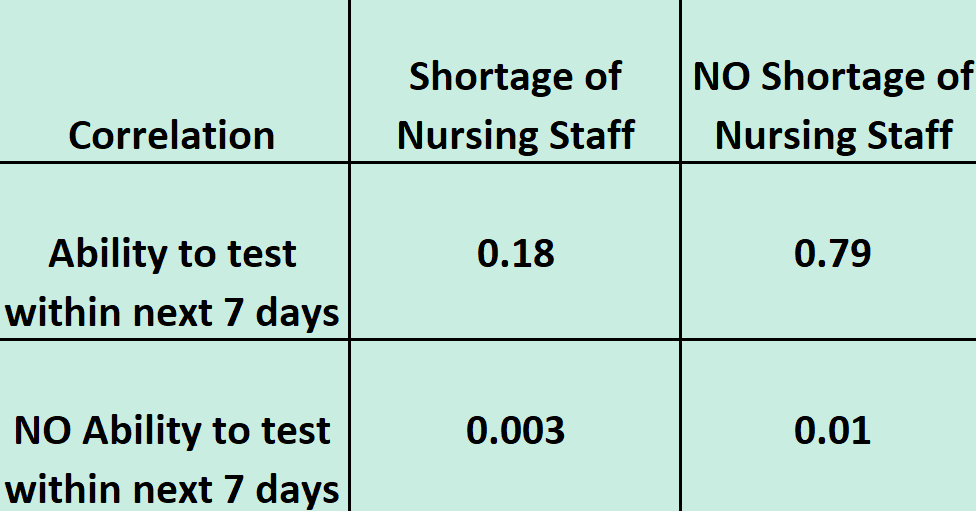 Correlation
Shortage of
Nursing Staff
NO Shortage of
Nursing Staff
Ability to test
within next 7 days
0.18
0.79
NO Ability to test
within next 7 days
0.003
0.01